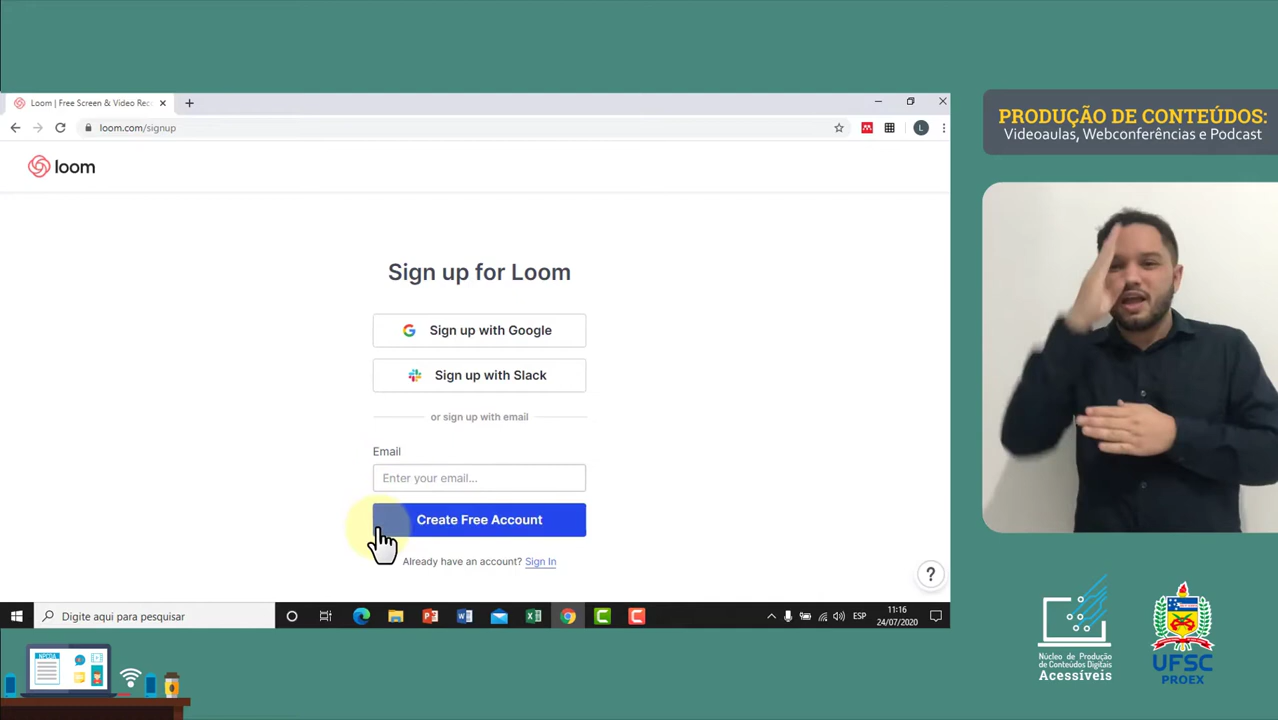 Loom | Free Screen & Video Rec
loom.com/signup
L
loom
Sign up for Loom
Sign up with Google
Sign up with Slack
or sign up with email
Email
Enter your email...
Create Free Account
Already have an account? Sign In
?
Digite aqui para pesquisar
ESP
11:16
24/07/2020
PRODUÇÃO DE CONTEÚDOS:
Videoaulas, Webconferências e Podcast
NPCDA
Núcleo de Produção
de Conteúdos Digitais
Acessíveis
UFSC
PROEX